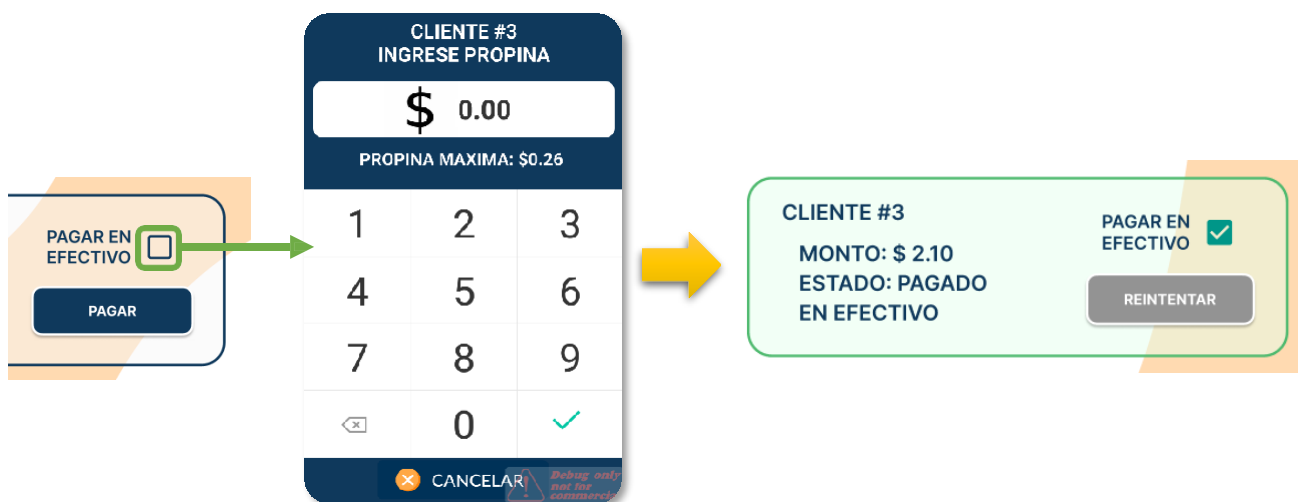 PAGAR EN
EFECTIVO
PAGAR
CLIENTE #3
INGRESE PROPINA
$ 0.00
PROPINA MAXIMA: $0.26
1 2 3
4 5 6
7 8 9
0
CANCELAR
Debug only
not for
commercial
CLIENTE #3
MONTO: $ 2.10
ESTADO: PAGADO
EN EFECTIVO
PAGAR EN
EFECTIVO
REINTENTAR